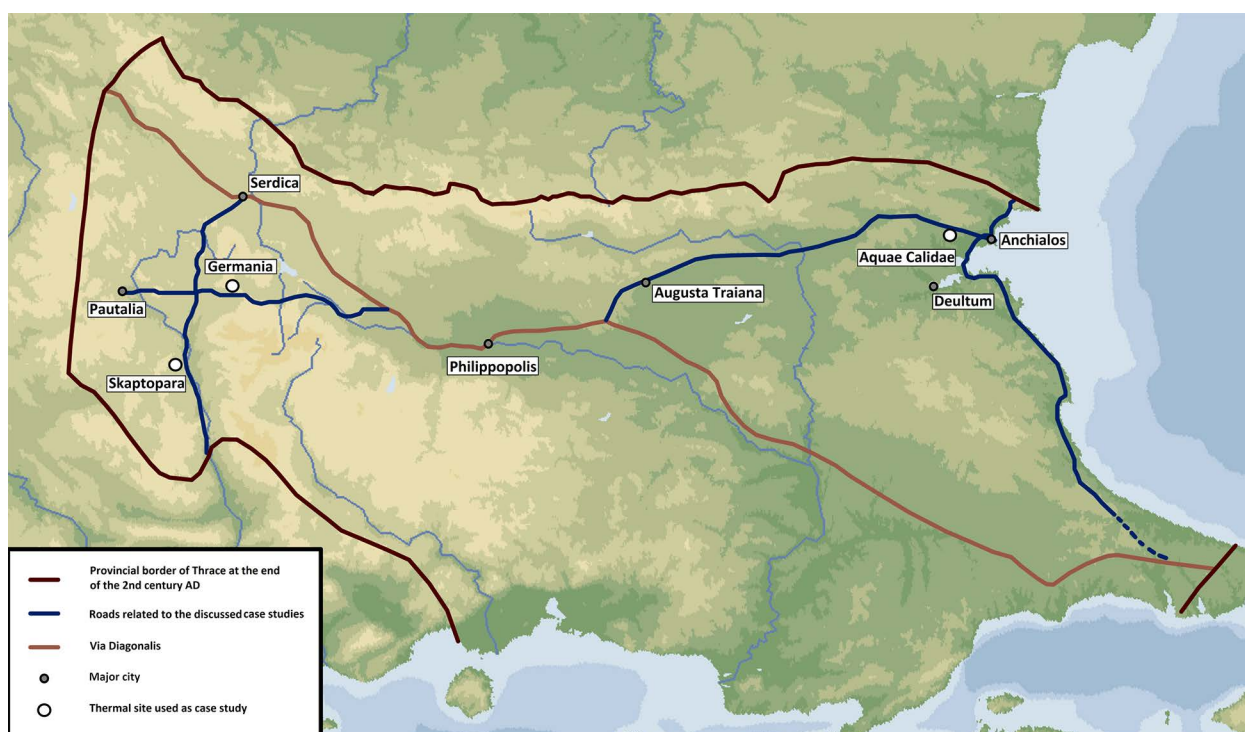 Serdica
Germania
Pautalia
Skaptopara
Philippopolis
Augusta Traiana
Aquae Calidae
Anchialos
Deultum
Provincial border of Thrace at the end
of the 2nd century AD
Roads related to the discussed case studies
Via Diagonalis
Major city
Thermal site used as case study